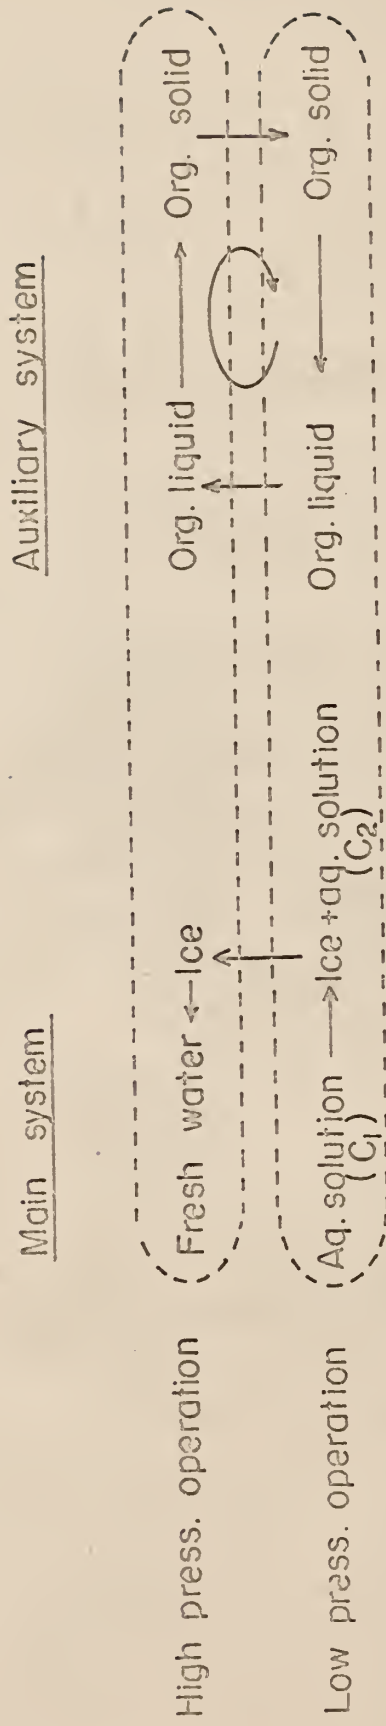 Main system Auxiliary system
High press. operation Fresh water ← Ice Org. liquid → Org. solid
Low press. operation Aq. solution → Ice + aq. solution Org. liquid ← Org. solid
(C₁) (C₂)